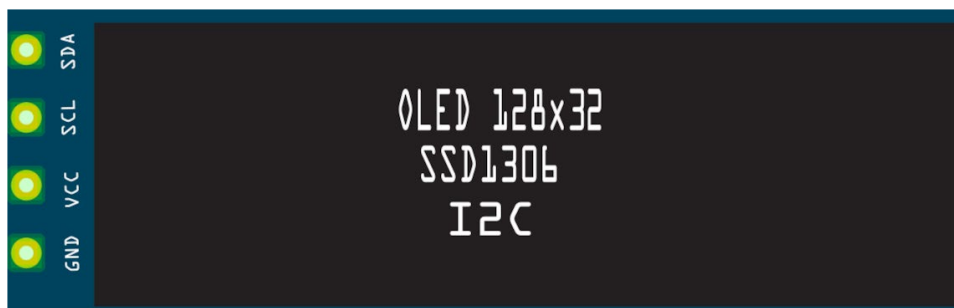 SDA
SCL
VCC
GND
OLED 128x32
SSD1306
I2C